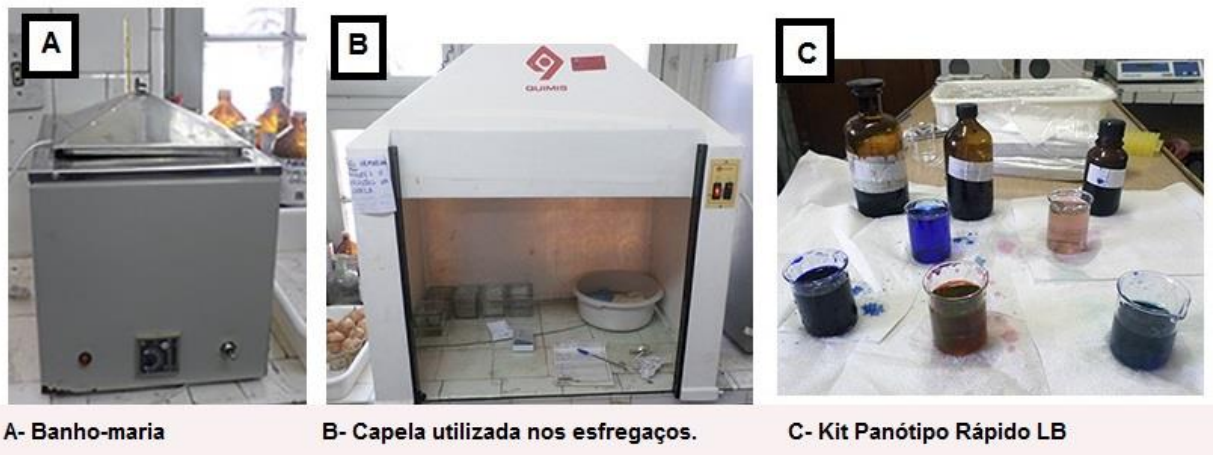 A
B
C
QUIMIS
A- Banho-maria
B- Capela utilizada nos esfregaços.
C- Kit Panótipo Rápido LB